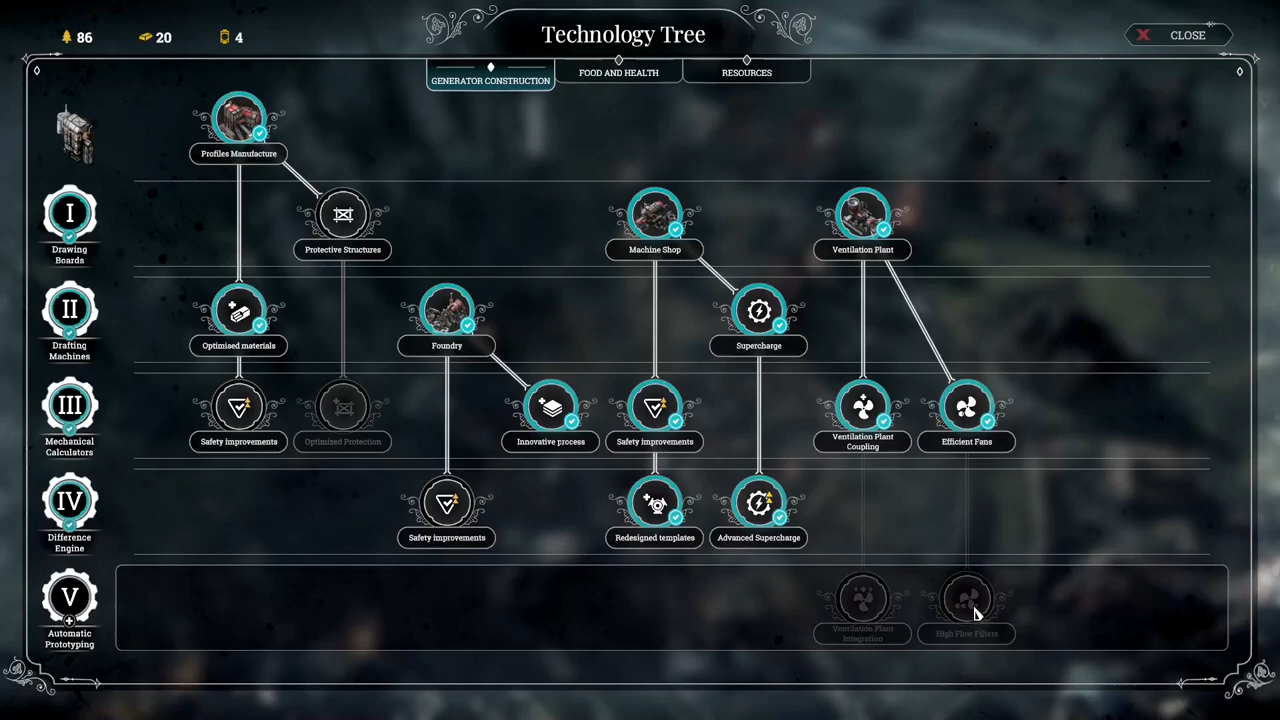 86
20
4
Technology Tree
CLOSE
GENERATOR CONSTRUCTION
FOOD AND HEALTH
RESOURCES
Profiles Manufacture
I
Drawing
Boards
Protective Structures
Machine Shop
Ventilation Plant
II
Drafting
Machines
Optimised materials
Foundry
Supercharge
III
Mechanical
Calculators
Safety improvements
Optimized Protection
Innovative process
Safety improvements
Ventilation Plant
Coupling
Efficient Fans
IV
Difference
Engine
Safety improvements
Redesigned templates
Advanced Supercharge
V
Automatic
Prototyping
Ventilation Plant
Integration
High Flow Filters